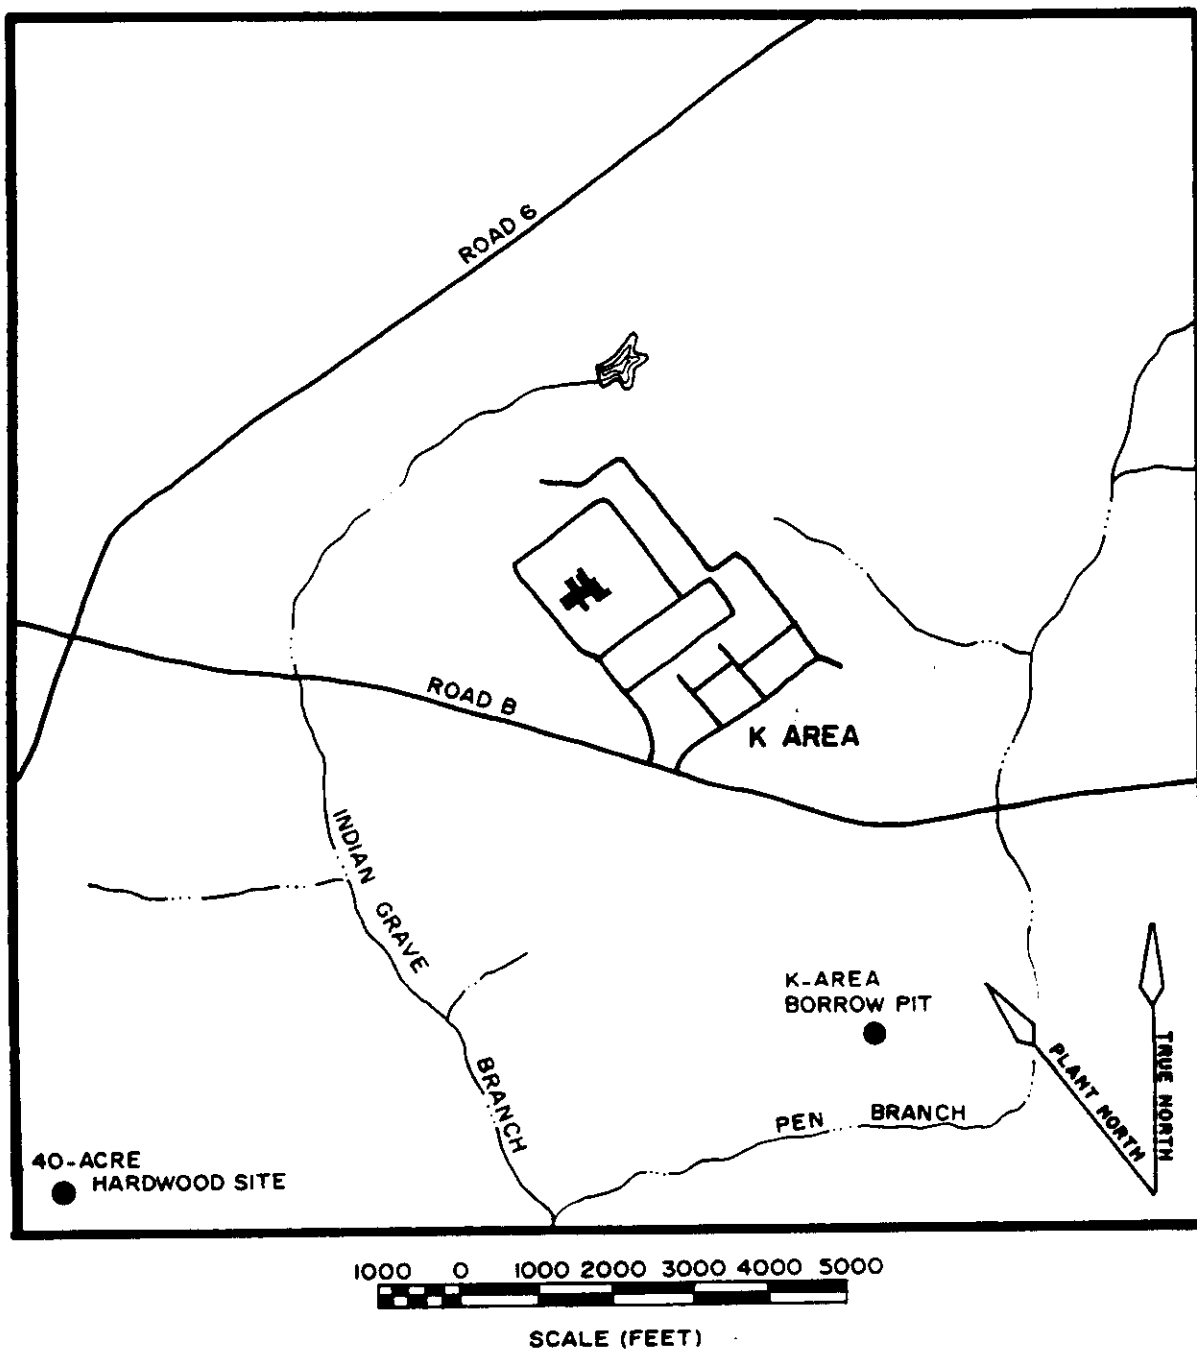 ROAD 6
ROAD B
K AREA
INDIAN GRAVE
BRANCH
K-AREA
BORROW PIT
PLANT NORTH
TRUE NORTH
PEN BRANCH
40-ACRE
HARDWOOD SITE
1000 0 1000 2000 3000 4000 5000
SCALE (FEET)